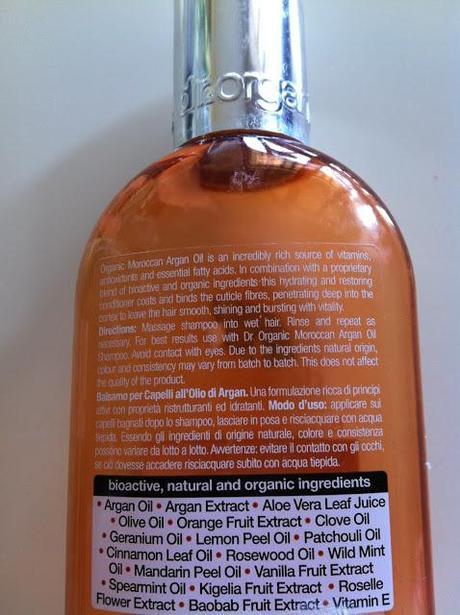 dr.organ
Organic Moroccan Argan Oil is an incredibly rich source of vitamins,
antioxidants and essential fatty acids. In combination with a proprietary
blend of bioactive and organic ingredients this hydrating and restoring
conditioner coats and binds the cuticle fibres, penetrating deep into the
cortex to leave the hair smooth, shining and bursting with vitality.
Directions: Massage shampoo into wet hair. Rinse and repeat as
necessary. For best results use with Dr Organic Moroccan Argan Oil
Shampoo. Avoid contact with eyes. Due to the ingredients natural origin,
colour and consistency may vary from batch to batch. This does not affect
the quality of the product.
Balsamo per Capelli all'Olio di Argan. Una formulazione ricca di principi
attivi con proprietà ristrutturanti ed idratanti. Modo d'uso: applicare sui
capelli bagnati dopo lo shampoo, lasciare in posa e risciacquare con acqua
tiepida. Essendo gli ingredienti di origine naturale, colore e consistenza
possono variare da lotto a lotto. Avvertenze: evitare il contatto con gli occhi,
se ciò dovesse accadere risciacquare subito con acqua tiepida.
bioactive, natural and organic ingredients
• Argan Oil • Argan Extract • Aloe Vera Leaf Juice
• Olive Oil • Orange Fruit Extract • Clove Oil
• Geranium Oil • Lemon Peel Oil • Patchouli Oil
• Cinnamon Leaf Oil • Rosewood Oil • Wild Mint
Oil • Mandarin Peel Oil • Vanilla Fruit Extract
• Spearmint Oil • Kigelia Fruit Extract • Roselle
Flower Extract • Baobab Fruit Extract • Vitamin E